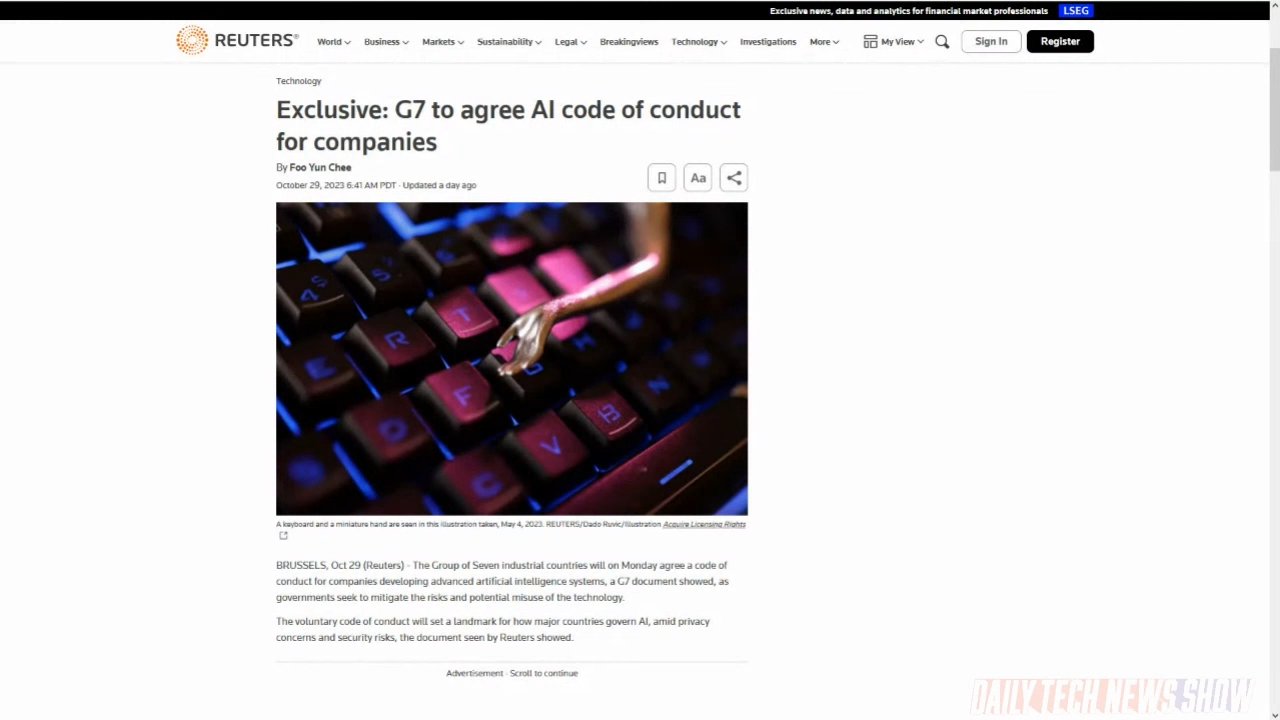 Exclusive news, data and analytics for financial market professionals LSEG
REUTERS® World Business Markets Sustainability Legal Breakingviews Technology Investigations More My View Sign In Register
Technology
Exclusive: G7 to agree AI code of conduct
for companies
By Foo Yun Chee
October 29, 2023 6:41 AM PDT · Updated a day ago
Aa
4 $ 5 6
E R T
D F
C V B N
A keyboard and a miniature hand are seen in this illustration taken, May 4, 2023. REUTERS/Dado Ruvic/Illustration Acquire Licensing Rights
BRUSSELS, Oct 29 (Reuters) - The Group of Seven industrial countries will on Monday agree a code of
conduct for companies developing advanced artificial intelligence systems, a G7 document showed, as
governments seek to mitigate the risks and potential misuse of the technology.
The voluntary code of conduct will set a landmark for how major countries govern AI, amid privacy
concerns and security risks, the document seen by Reuters showed.
Advertisement · Scroll to continue
DAILY TECH NEWS SHOW